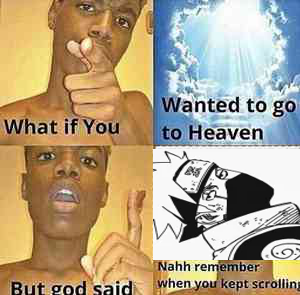 What if You
Wanted to go
to Heaven
But god said
Nahh remember
when you kept scrolling